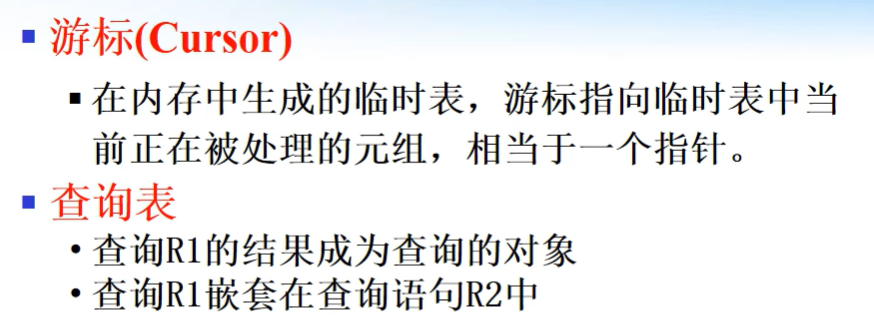 游标(Cursor)
在内存中生成的临时表，游标指向临时表中当
前正在被处理的元组，相当于一个指针。
查询表
查询R1的结果成为查询的对象
查询R1嵌套在查询语句R2中